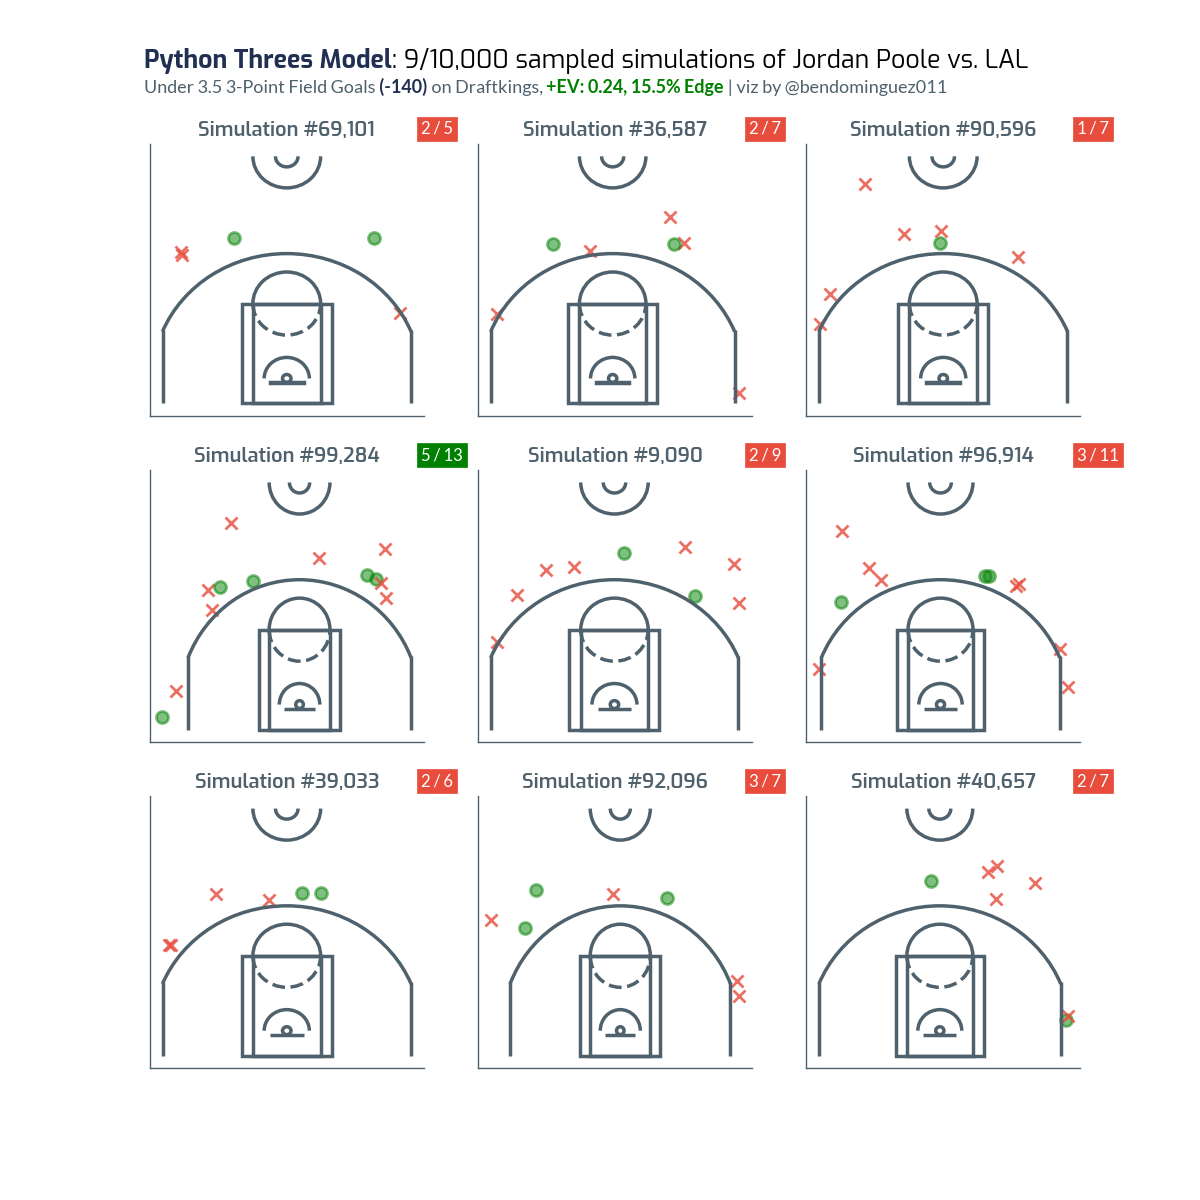 Python Threes Model: 9/10,000 sampled simulations of Jordan Poole vs. LAL
Under 3.5 3-Point Field Goals (-140) on Draftkings, +EV: 0.24, 15.5% Edge | viz by @bendominguez011
Simulation #69,101
2 / 5
Simulation #36,587
2 / 7
Simulation #90,596
1 / 7
Simulation #99,284
5 / 13
Simulation #9,090
2 / 9
Simulation #96,914
3 / 11
Simulation #39,033
2 / 6
Simulation #92,096
3 / 7
Simulation #40,657
2 / 7